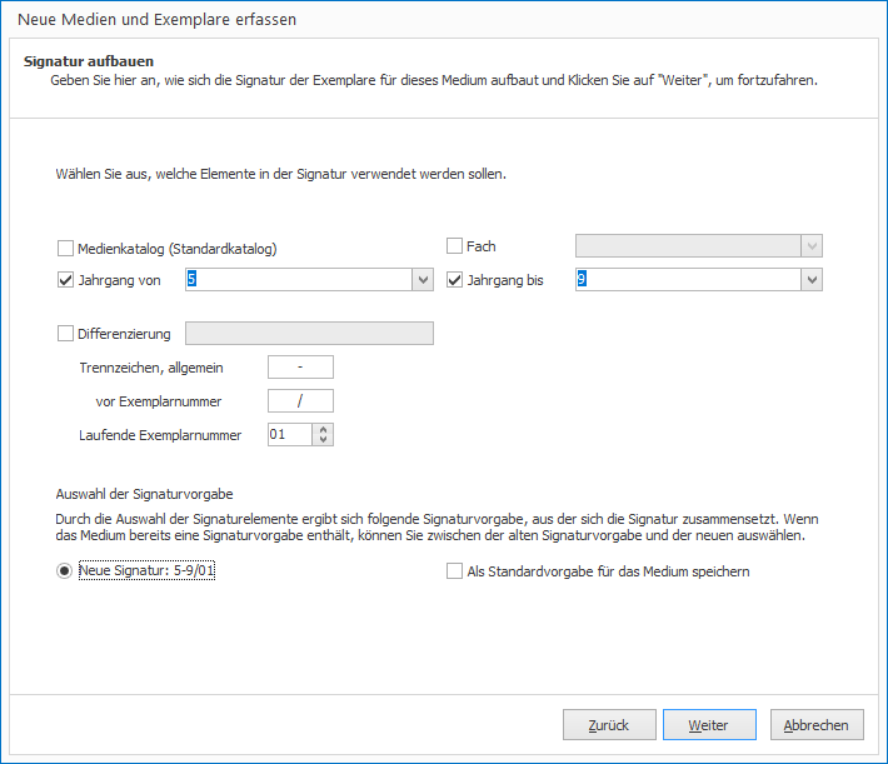 Neue Medien und Exemplare erfassen
Signatur aufbauen
Geben Sie hier an, wie sich die Signatur der Exemplare für dieses Medium aufbaut und Klicken Sie auf "Weiter", um fortzufahren.
Wählen Sie aus, welche Elemente in der Signatur verwendet werden sollen.
Medienkatalog (Standardkatalog) Fach
Jahrgang von 5 Jahrgang bis 9
Differenzierung
Trennzeichen, allgemein -
vor Exemplarnummer /
Laufende Exemplarnummer 01
Auswahl der Signaturvorgabe
Durch die Auswahl der Signaturelemente ergibt sich folgende Signaturvorgabe, aus der sich die Signatur zusammensetzt. Wenn
das Medium bereits eine Signaturvorgabe enthält, können Sie zwischen der alten Signaturvorgabe und der neuen auswählen.
Neue Signatur: 5-9/01 Als Standardvorgabe für das Medium speichern
Zurück Weiter Abbrechen